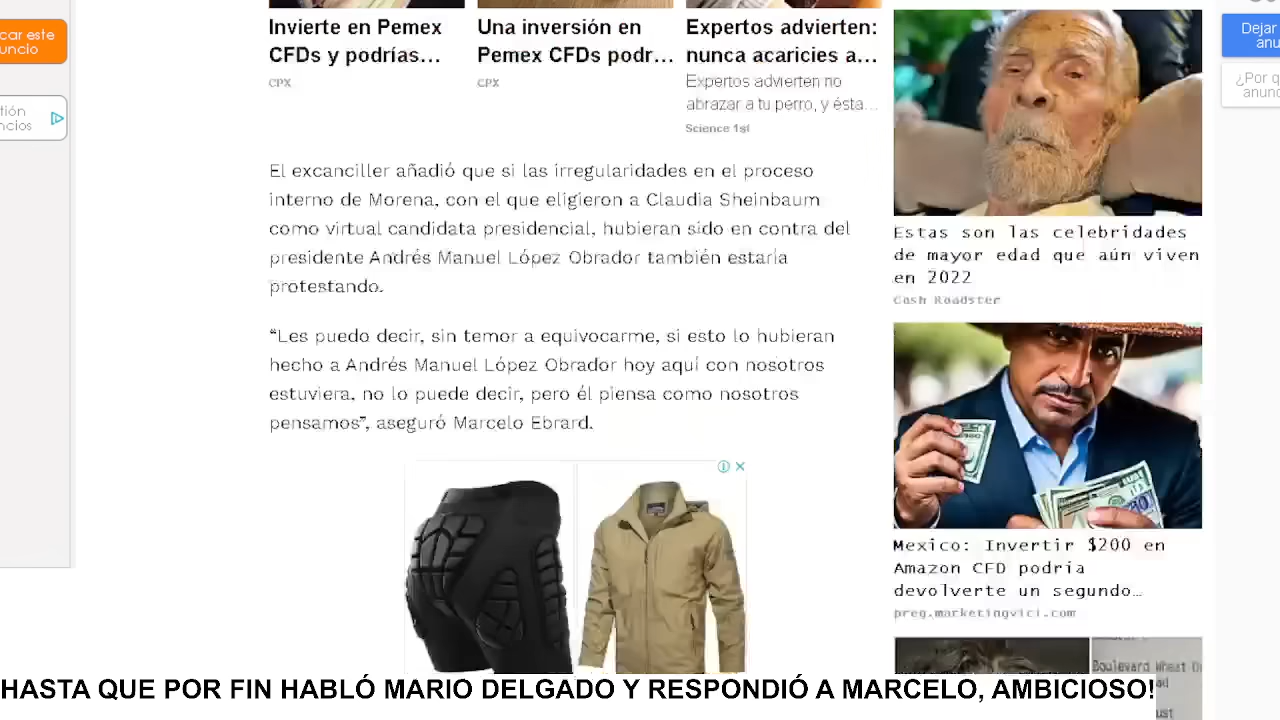 car este
uncio
tión
ncios
Invierte en Pemex
CFDs y podrías...
CPX
Una inversión en
Pemex CFDs podr...
CPX
Expertos advierten:
nunca acaricies a...
Expertos advierten no
abrazar a tu perro, y ésta...
Science 1st
El excanciller añadió que si las irregularidades en el proceso
interno de Morena, con el que eligieron a Claudia Sheinbaum
como virtual candidata presidencial, hubieran sido en contra del
presidente Andrés Manuel López Obrador también estaría
protestando.
“Les puedo decir, sin temor a equivocarme, si esto lo hubieran
hecho a Andrés Manuel López Obrador hoy aquí con nosotros
estuviera, no lo puede decir, pero él piensa como nosotros
pensamos”, aseguró Marcelo Ebrard.
Estas son las celebridades
de mayor edad que aún viven
en 2022
Cash Roadster
Mexico: Invertir $200 en
Amazon CFD podría
devolverte un segundo…
preg.marketingvici.com
Boulevard Wheat
Dejar
anu
¿Por q
anunc
HASTA QUE POR FIN HABLÓ MARIO DELGADO Y RESPONDIÓ A MARCELO, AMBICIOSO!